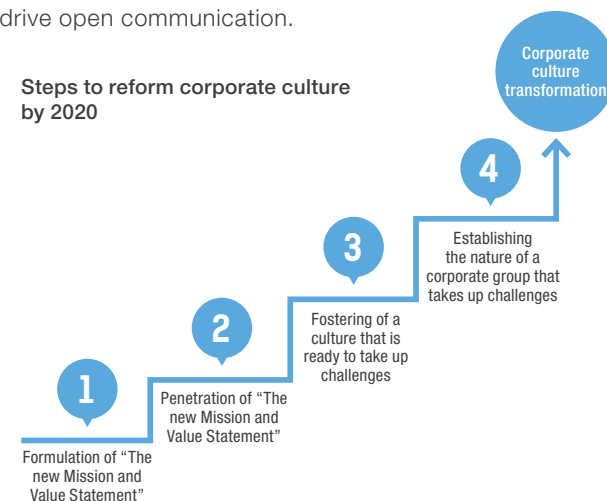 drive open communication.
Steps to reform corporate culture
by 2020
Corporate
culture
transformation
4
Establishing
the nature of a
corporate group that
takes up challenges
3
Fostering of a
culture that is
ready to take up
challenges
2
Penetration of “The
new Mission and
Value Statement”
1
Formulation of “The
new Mission and
Value Statement”